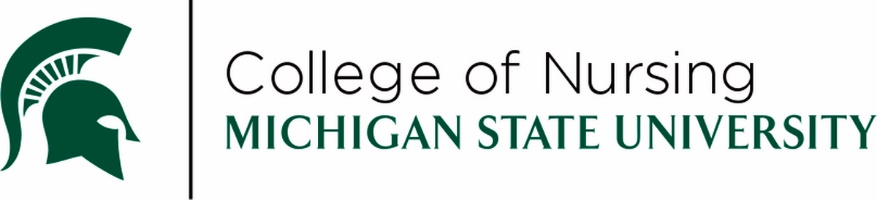 College of Nursing
MICHIGAN STATE UNIVERSITY